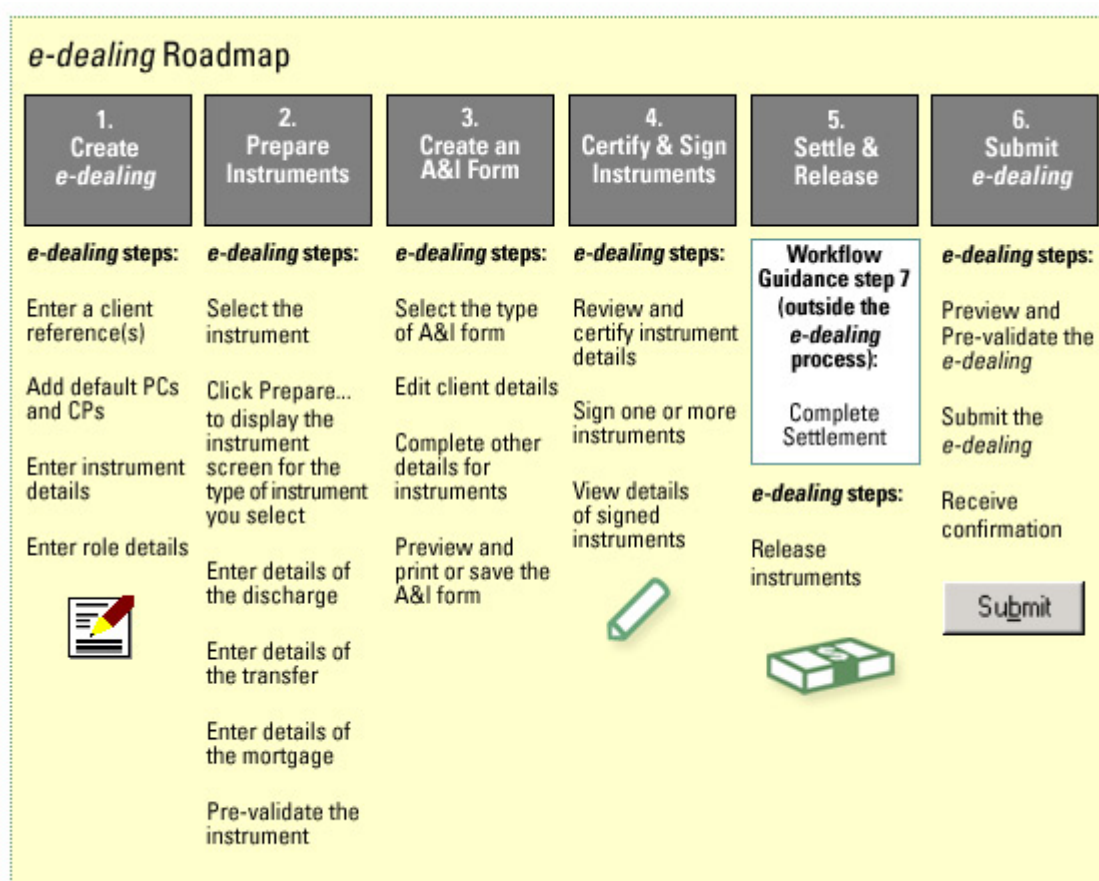 e-dealing Roadmap
1.
Create
e-dealing
e-dealing steps:
Enter a client
reference(s)
Add default PCs
and CPs
Enter instrument
details
Enter role details
2.
Prepare
Instruments
e-dealing steps:
Select the
instrument
Click Prepare...
to display the
instrument
screen for the
type of instrument
you select
Enter details of
the discharge
Enter details of
the transfer
Enter details of
the mortgage
Pre-validate the
instrument
3.
Create an
A&I Form
e-dealing steps:
Select the type
of A&I form
Edit client details
Complete other
details for
instruments
Preview and
print or save the
A&I form
4.
Certify & Sign
Instruments
e-dealing steps:
Review and
certify instrument
details
Sign one or more
instruments
View details
of signed
instruments
5.
Settle &
Release
Workflow
Guidance step 7
(outside the
e-dealing
process):
Complete
Settlement
e-dealing steps:
Release
instruments
6.
Submit
e-dealing
e-dealing steps:
Preview and
Pre-validate the
e-dealing
Submit the
e-dealing
Receive
confirmation
Submit